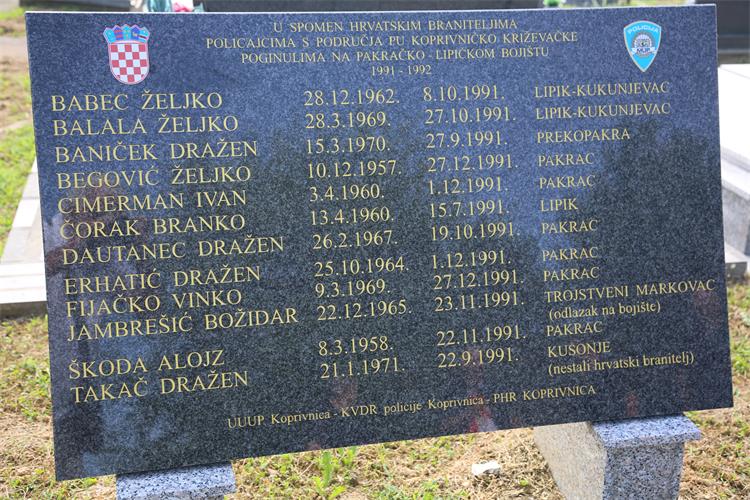 U SPOMEN HRVATSKIM BRANITELJIMA
POLICAJCIMA S PODRUČJA PU KOPRIVNIČKO KRIŽEVAČKE
POGINULIMA NA PAKRAČKO - LIPIČKOM BOJIŠTU
1991 - 1992
POLICIJA
BABEC ŽELJKO 28.12.1962. 8.10.1991. LIPIK-KUKUNJEVAC
BALALA ŽELJKO 28.3.1969. 27.10.1991. LIPIK-KUKUNJEVAC
BANIČEK DRAŽEN 15.3.1970. 27.9.1991. PREKOPAKRA
BEGOVIĆ ŽELJKO 10.12.1957. 27.12.1991. PAKRAC
CIMERMAN IVAN 3.4.1960. 1.12.1991. PAKRAC
ČORAK BRANKO 13.4.1960. 15.7.1991. LIPIK
DAUTANEC DRAŽEN 26.2.1967. 19.10.1991. PAKRAC
ERHATIĆ DRAŽEN 25.10.1964. 1.12.1991. PAKRAC
FIJAČKO VINKO 9.3.1969. 27.12.1991. PAKRAC
JAMBREŠIĆ BOŽIDAR 22.12.1965. 23.11.1991. TROJSTVENI MARKOVAC
(odlazak na bojište)
ŠKODA ALOJZ 8.3.1958. 22.11.1991. PAKRAC
TAKAČ DRAŽEN 21.1.1971. 22.9.1991. KUSONJE
(nestali hrvatski branitelj)
UUUP Koprivnica - KVDR policije Koprivnica - PHR KOPRIVNICA